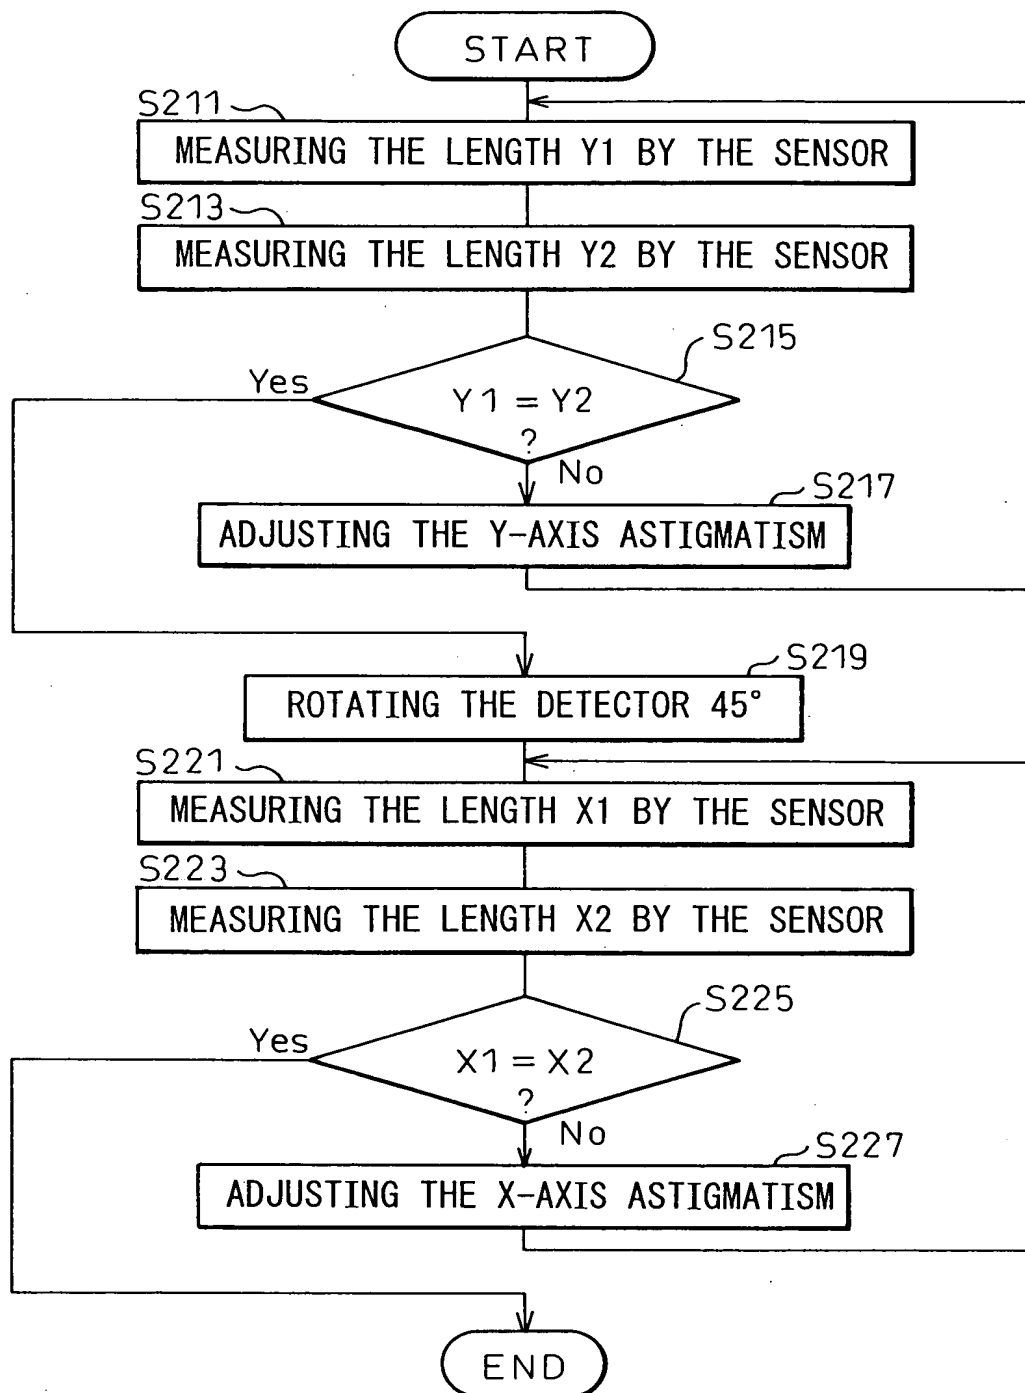 START
S211
MEASURING THE LENGTH Y1 BY THE SENSOR
S213
MEASURING THE LENGTH Y2 BY THE SENSOR
S215
Yes
Y1 = Y2
?
No
S217
ADJUSTING THE Y-AXIS ASTIGMATISM
S219
ROTATING THE DETECTOR 45°
S221
MEASURING THE LENGTH X1 BY THE SENSOR
S223
MEASURING THE LENGTH X2 BY THE SENSOR
S225
Yes
X1 = X2
?
No
S227
ADJUSTING THE X-AXIS ASTIGMATISM
END